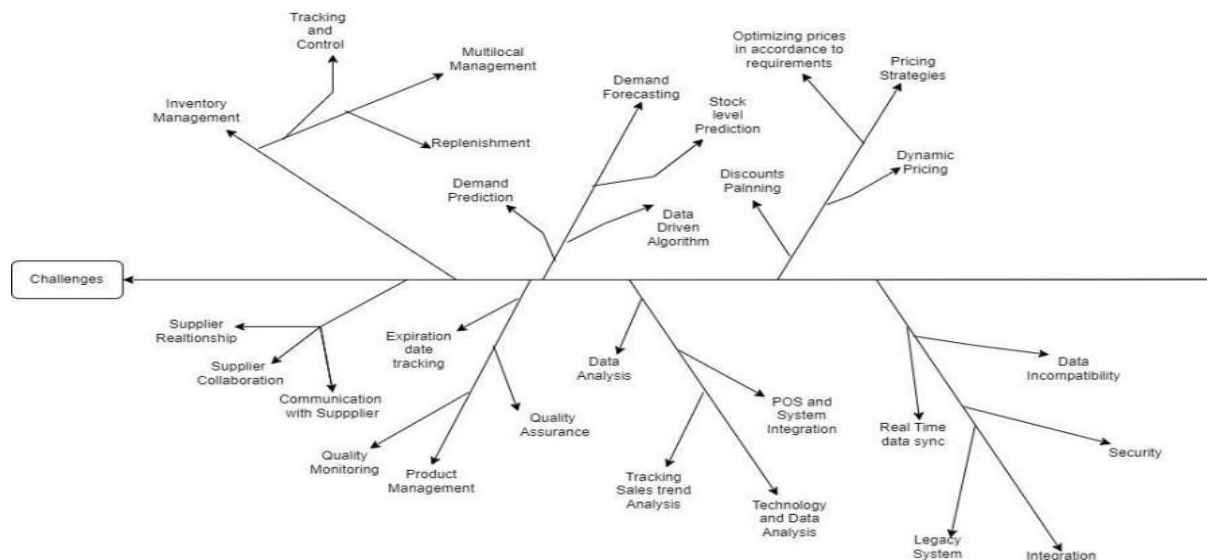 Tracking
and
Control
Multilocal
Management
Inventory
Management
Replenishment
Demand
Forecasting
Stock
level
Prediction
Demand
Prediction
Data
Driven
Algorithm
Optimizing prices
in accordance to
requirements
Pricing
Strategies
Dynamic
Pricing
Discounts
Palnning
Challenges
Supplier
Realtionship
Supplier
Collaboration
Communication
with Suppplier
Expiration
date
tracking
Quality
Assurance
Quality
Monitoring
Product
Management
Data
Analysis
POS and
System
Integration
Tracking
Sales trend
Analysis
Technology
and Data
Analysis
Data
Incompatibility
Real Time
data sync
Security
Legacy
System
Integration